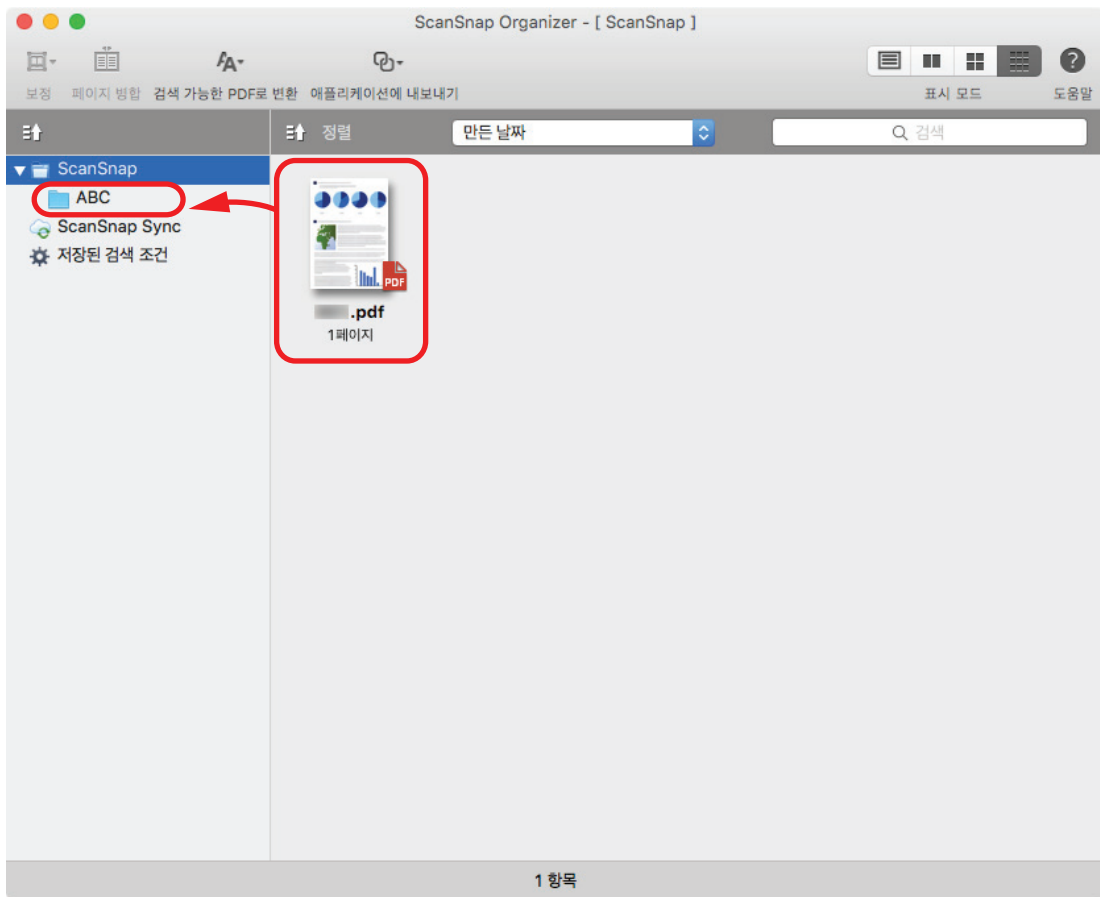 ScanSnap Organizer - [ ScanSnap ]
보정 페이지 병합 검색 가능한 PDF로 변환 애플리케이션에 내보내기 표시 모드 도움말
정렬 만든 날짜 검색
ScanSnap
ABC
ScanSnap Sync
저장된 검색 조건
PDF
.pdf
1페이지
1 항목